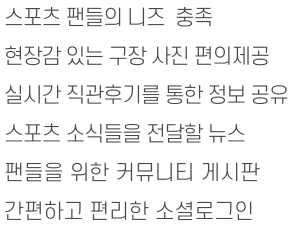 스포츠 팬들의 니즈 충족
현장감 있는 구장 사진 편의제공
실시간 직관후기를 통한 정보 공유
스포츠 소식들을 전달할 뉴스
팬들을 위한 커뮤니티 게시판
간편하고 편리한 소셜로그인